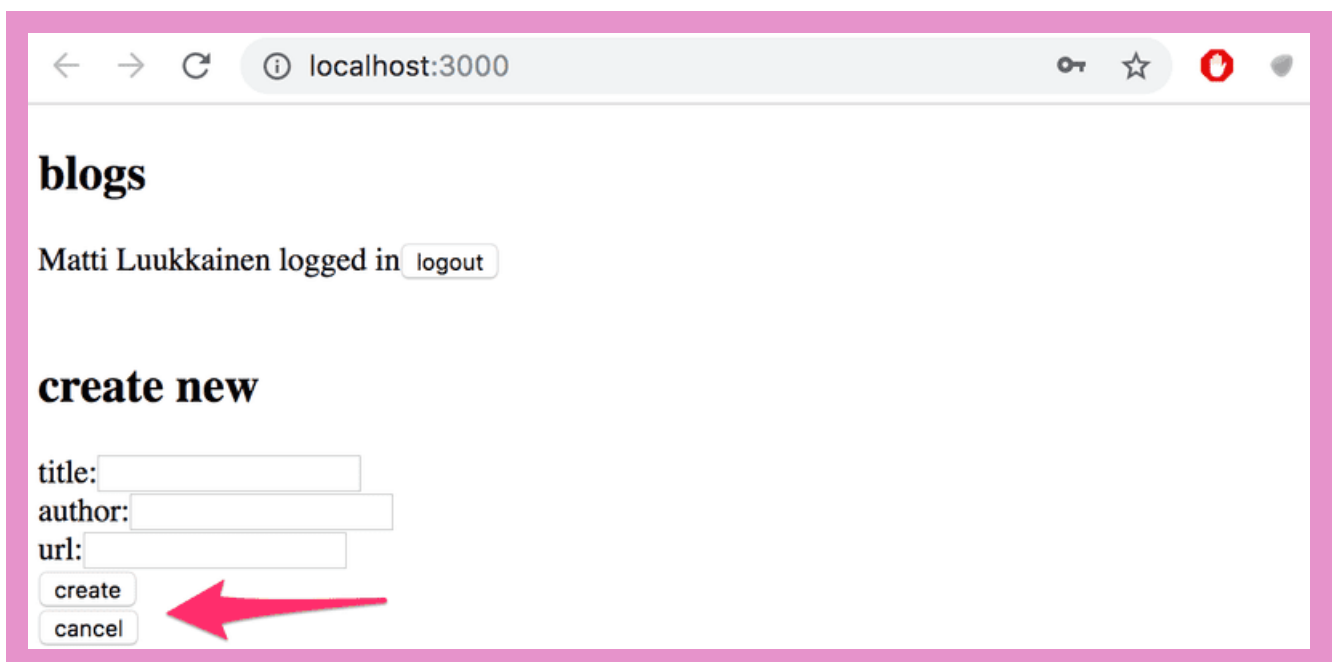 localhost:3000
blogs
Matti Luukkainen logged in logout
create new
title:
author:
url:
create
cancel